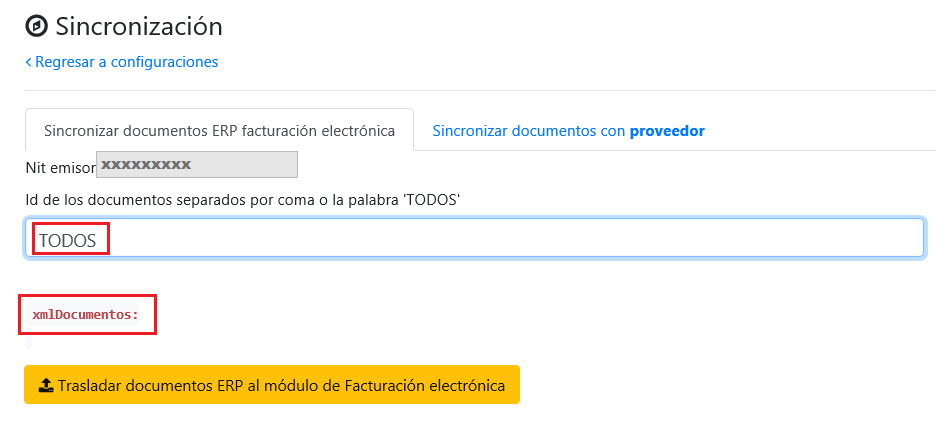 Sincronización
< Regresar a configuraciones
Sincronizar documentos ERP facturación electrónica Sincronizar documentos con proveedor
Nit emisor xxxxxxxxx
Id de los documentos separados por coma o la palabra 'TODOS'
TODOS
xmlDocumentos:
Trasladar documentos ERP al módulo de Facturación electrónica